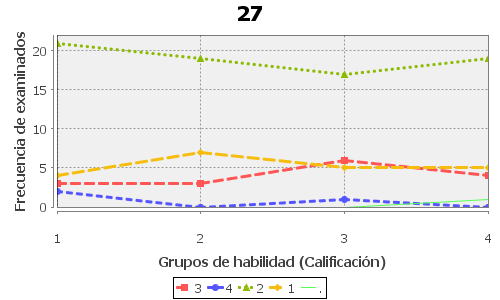 27
Frecuencia de examinados
20
15
10
5
0
1 2 3 4
Grupos de habilidad (Calificación)
3 4 2 1 .